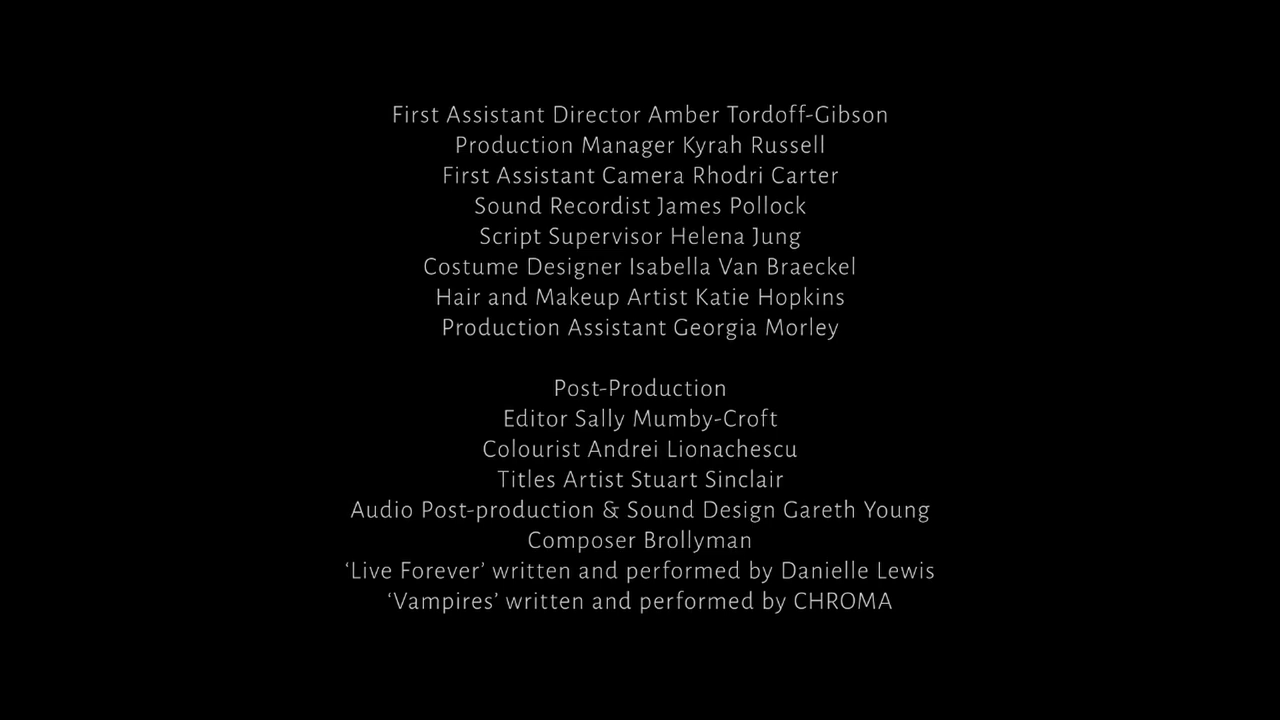 First Assistant Director Amber Tordoff-Gibson
Production Manager Kyrah Russell
First Assistant Camera Rhodri Carter
Sound Recordist James Pollock
Script Supervisor Helena Jung
Costume Designer Isabella Van Braeckel
Hair and Makeup Artist Katie Hopkins
Production Assistant Georgia Morley
Post-Production
Editor Sally Mumby-Croft
Colourist Andrei Lionachescu
Titles Artist Stuart Sinclair
Audio Post-production & Sound Design Gareth Young
Composer Brollyman
‘Live Forever’ written and performed by Danielle Lewis
‘Vampires’ written and performed by CHROMA